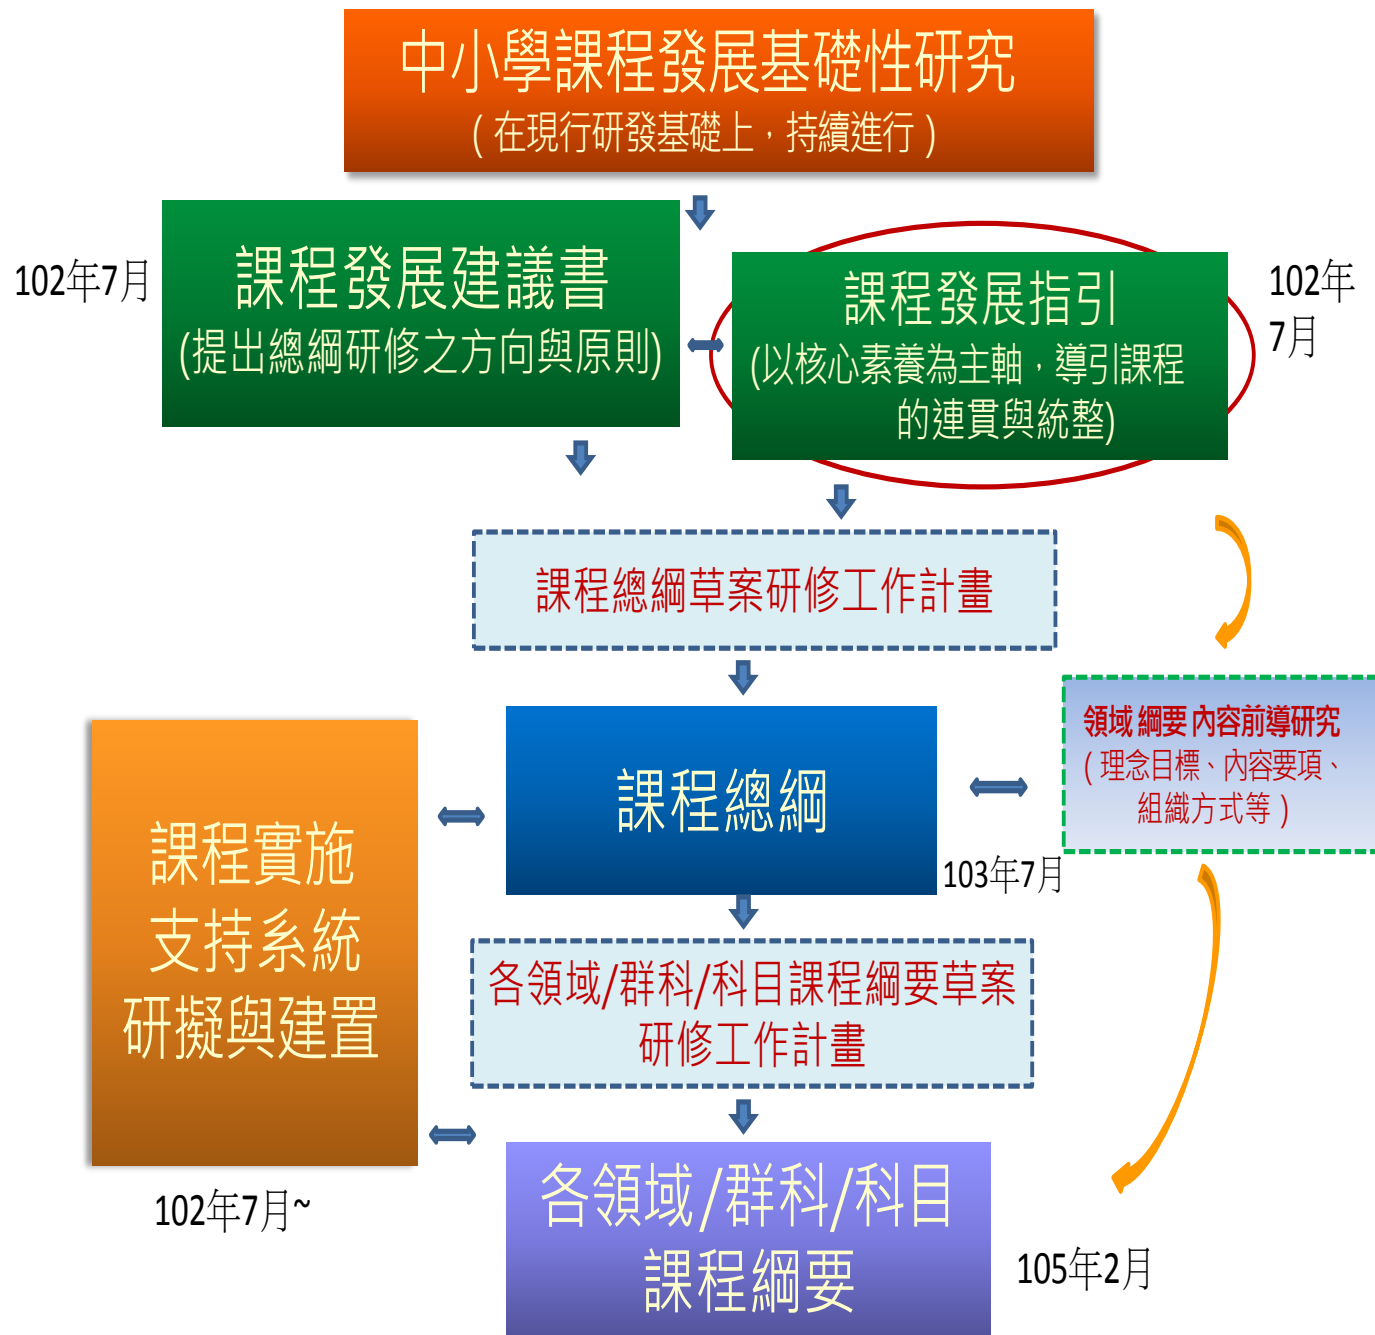 中小學課程發展基礎性研究
(在現行研發基礎上，持續進行)
102年7月
課程發展建議書
(提出總綱研修之方向與原則)
課程發展指引
(以核心素養為主軸，導引課程
的連貫與統整)
102年
7月
課程總綱草案研修工作計畫
領域 綱要 內容前導研究
(理念目標、內容要項、
組織方式等)
課程總綱
103年7月
課程實施
支持系統
研擬與建置
102年7月~
各領域/群科/科目課程綱要草案
研修工作計畫
各領域/群科/科目
課程綱要
105年2月